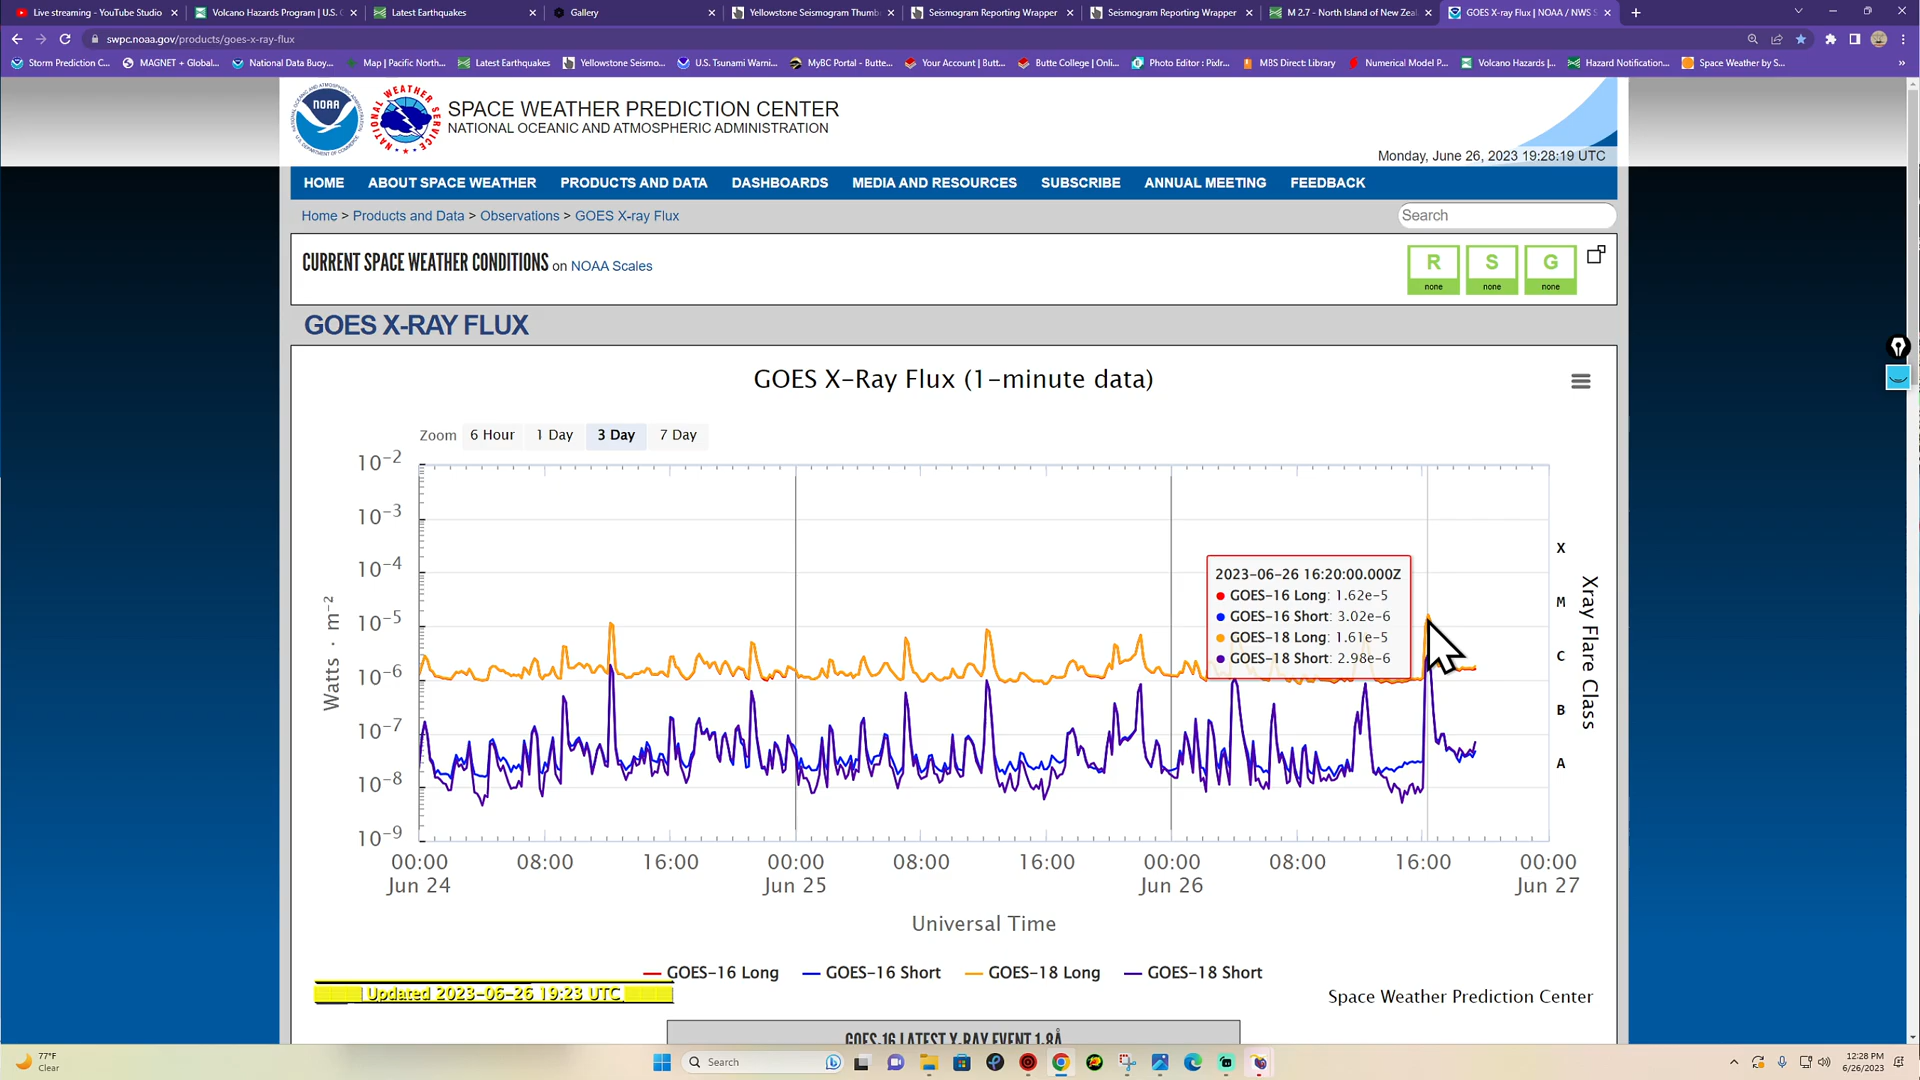 Live streaming - YouTube Studio
Volcano Hazards Program | U.S. G
Latest Earthquakes
Gallery
Yellowstone Seismogram Thumb
Seismogram Reporting Wrapper
Seismogram Reporting Wrapper
M 2.7 - North Island of New Zea
GOES X-ray Flux | NOAA / NWS S
swpc.noaa.gov/products/goes-x-ray-flux
Storm Prediction C...
MAGNET + Global...
National Data Buoy...
Map | Pacific North...
Latest Earthquakes
Yellowstone Seismo...
U.S. Tsunami Warni...
MyBC Portal - Butte...
Your Account | Butt...
Butte College | Onli...
Photo Editor : Pixlr...
MBS Direct Library
Numerical Model P...
Volcano Hazards |...
Hazard Notification...
Space Weather by S...
NOAA
NATIONAL WEATHER SERVICE
SPACE WEATHER PREDICTION CENTER
NATIONAL OCEANIC AND ATMOSPHERIC ADMINISTRATION
Monday, June 26, 2023 19:28:19 UTC
HOME ABOUT SPACE WEATHER PRODUCTS AND DATA DASHBOARDS MEDIA AND RESOURCES SUBSCRIBE ANNUAL MEETING FEEDBACK
Home > Products and Data > Observations > GOES X-ray Flux
Search
CURRENT SPACE WEATHER CONDITIONS on NOAA Scales
R S G
none none none
GOES X-RAY FLUX
GOES X-Ray Flux (1-minute data)
Zoom 6 Hour 1 Day 3 Day 7 Day
10⁻²
10⁻³
10⁻⁴
10⁻⁵
10⁻⁶
10⁻⁷
10⁻⁸
10⁻⁹
Watts · m⁻²
2023-06-26 16:20:00.000Z
GOES-16 Long: 1.62e-5
GOES-16 Short: 3.02e-6
GOES-18 Long: 1.61e-5
GOES-18 Short: 2.98e-6
X
M
C
B
A
Xray Flare Class
00:00 08:00 16:00 00:00 08:00 16:00 00:00 08:00 16:00 00:00
Jun 24 Jun 25 Jun 26 Jun 27
Universal Time
GOES-16 Long GOES-16 Short GOES-18 Long GOES-18 Short
Updated 2023-06-26 19:23 UTC
Space Weather Prediction Center
GOES-16 LATEST X-RAY EVENT 1-8Å
77°F
Clear
Search
12:28 PM
6/26/2023